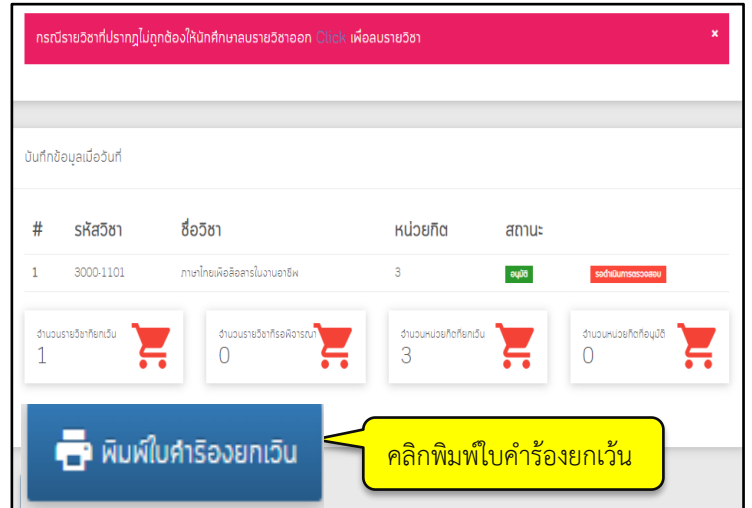 กรณีรายวิชาที่ปรากฏไม่ถูกต้องให้นักศึกษาลบรายวิชาออก Click เพื่อลบรายวิชา ×
บันทึกข้อมูลเมื่อวันที่
# รหัสวิชา ชื่อวิชา หน่วยกิต สถานะ
1 3000-1101 ภาษาไทยเพื่อสื่อสารในงานอาชีพ 3 อนุมัติ รอดำเนินการตรวจสอบ
จำนวนรายวิชาที่ยกเว้น จำนวนรายวิชาที่รอพิจารณา จำนวนหน่วยกิตที่ยกเว้น จำนวนหน่วยกิตที่อนุมัติ
1 0 3 0
พิมพ์ใบคำร้องยกเว้น คลิกพิมพ์ใบคำร้องยกเว้น